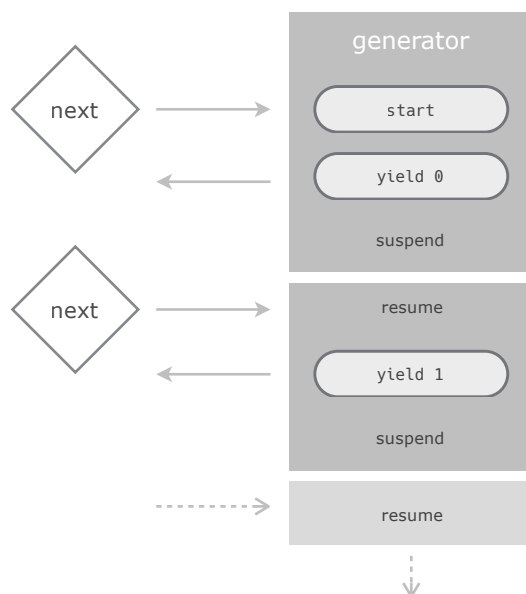 generator
next
start
yield 0
suspend
next
resume
yield 1
suspend
resume